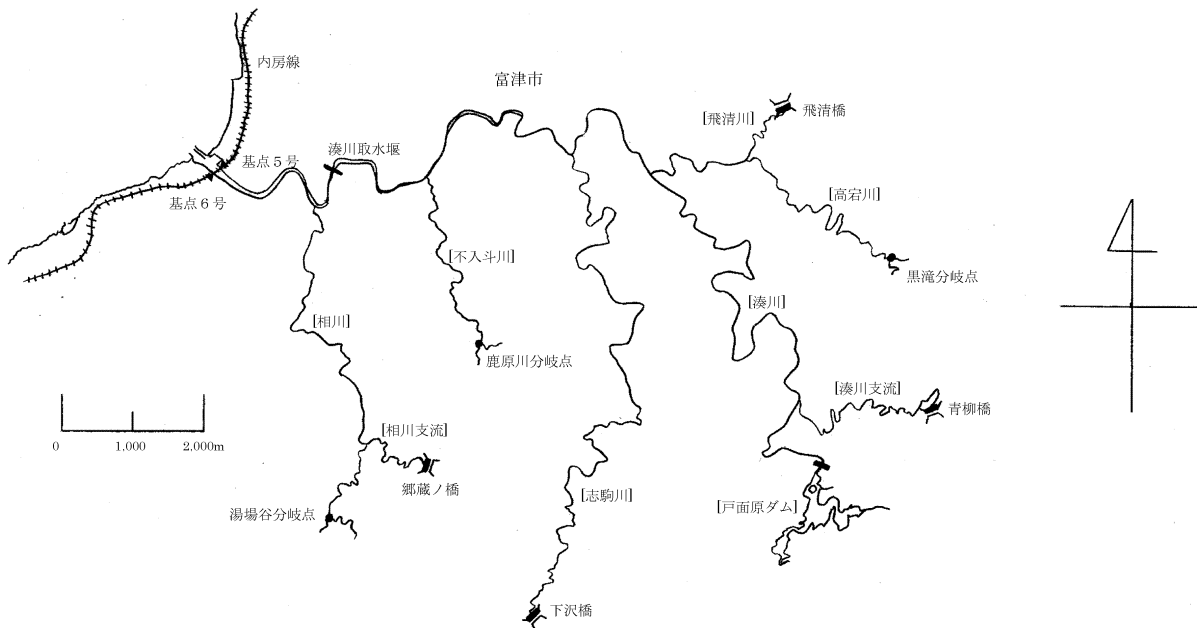 内房線
富津市
[飛清川]
飛清橋
湊川取水堰
基点5号
基点6号
[高宕川]
黒滝分岐点
[不入斗川]
[湊川]
[相川]
鹿原川分岐点
[湊川支流]
青柳橋
0 1,000 2,000m
[相川支流]
郷蔵ノ橋
[志駒川]
[戸面原ダム]
湯場谷分岐点
下沢橋